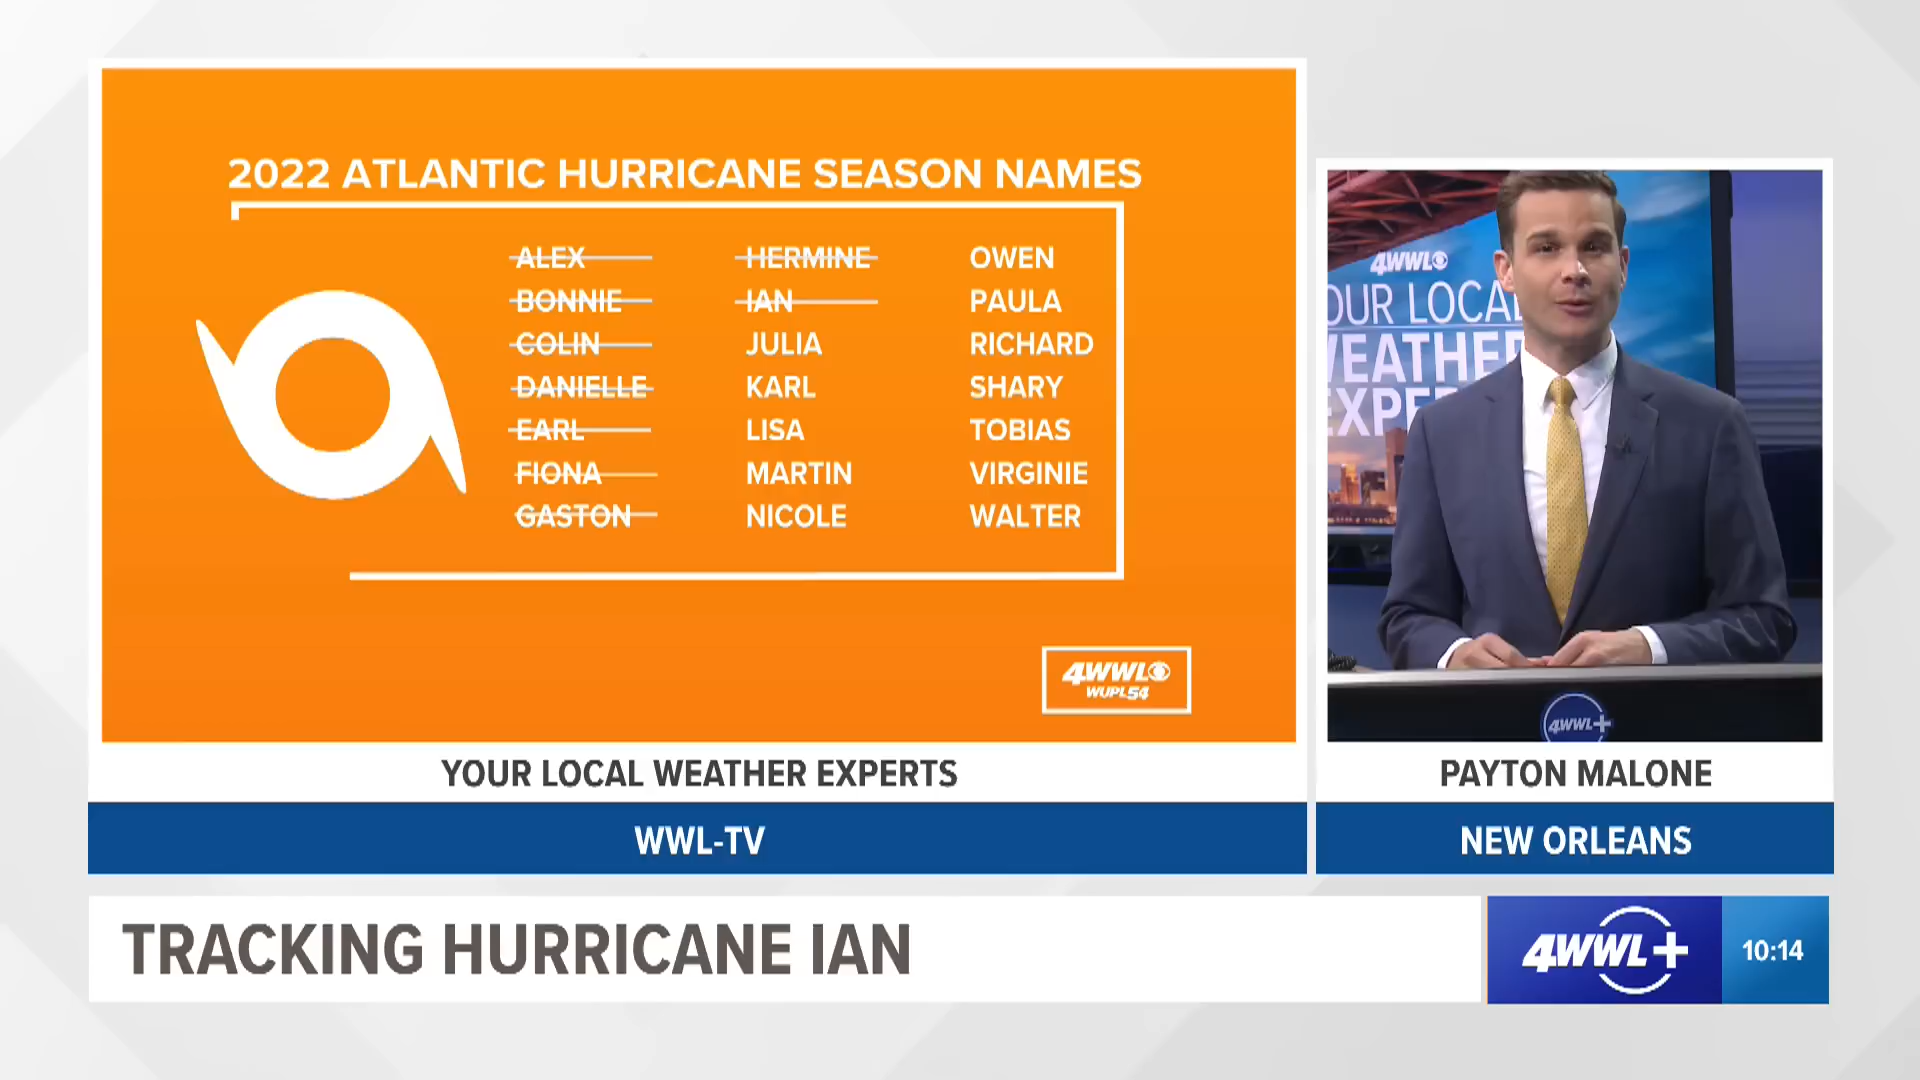 2022 ATLANTIC HURRICANE SEASON NAMES
ALEX
BONNIE
COLIN
DANIELLE
EARL
FIONA
GASTON
HERMINE
IAN
JULIA
KARL
LISA
MARTIN
NICOLE
OWEN
PAULA
RICHARD
SHARY
TOBIAS
VIRGINIE
WALTER
4WWL
WUPL54
YOUR LOCAL WEATHER EXPERTS
WWL-TV
4WWL
OUR LOCAL
EATHE
EXPE
4WWL+
PAYTON MALONE
NEW ORLEANS
TRACKING HURRICANE IAN
4WWL+
10:14